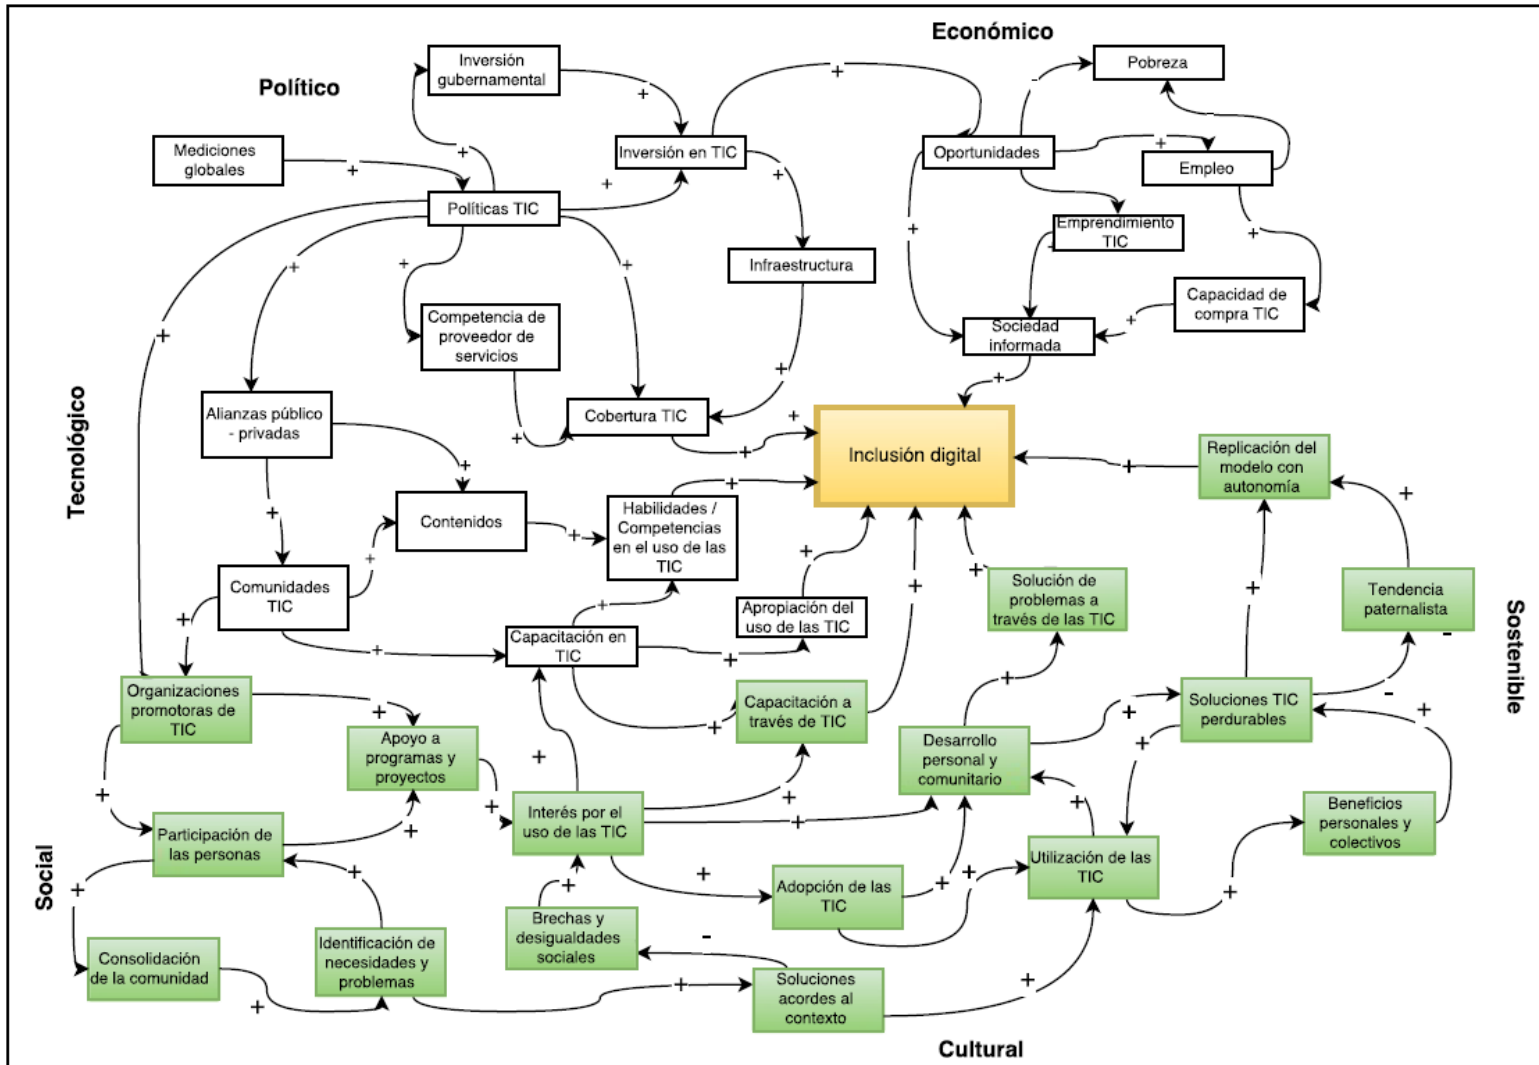 Económico
Político
Inversión
gubernamental
Pobreza
Mediciones
globales
Inversión en TIC
Oportunidades
Empleo
Políticas TIC
Emprendimiento
TIC
Infraestructura
Capacidad de
compra TIC
Competencia de
proveedor de
servicios
Sociedad
informada
Tecnológico
Alianzas público
- privadas
Cobertura TIC
Inclusión digital
Replicación del
modelo con
autonomía
Contenidos
Habilidades /
Competencias
en el uso de las
TIC
Comunidades
TIC
Apropiación del
uso de las TIC
Solución de
problemas a
través de las TIC
Tendencia
paternalista
Sostenible
Capacitación en
TIC
Organizaciones
promotoras de
TIC
Capacitación a
través de TIC
Soluciones TIC
perdurables
Apoyo a
programas y
proyectos
Desarrollo
personal y
comunitario
Interés por el
uso de las TIC
Beneficios
personales y
colectivos
Social
Participación de
las personas
Utilización de las
TIC
Adopción de las
TIC
Brechas y
desigualdades
sociales
Consolidación
de la comunidad
Identificación de
necesidades y
problemas
Soluciones
acordes al
contexto
Cultural